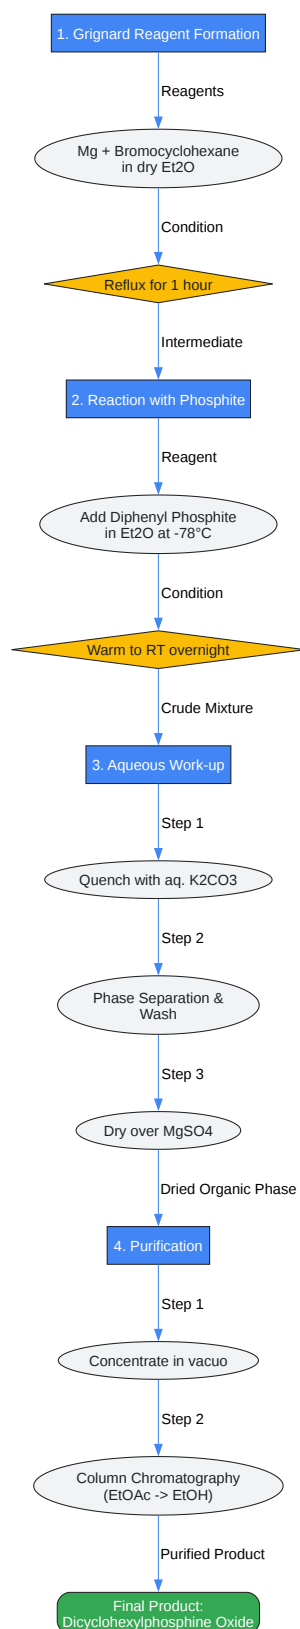 1. Grignard Reagent Formation
Reagents
Mg + Bromocyclohexane
in dry Et2O
Condition
Reflux for 1 hour
Intermediate
2. Reaction with Phosphite
Reagent
Add Diphenyl Phosphite
in Et2O at -78°C
Condition
Warm to RT overnight
Crude Mixture
3. Aqueous Work-up
Step 1
Quench with aq. K2CO3
Step 2
Phase Separation &
Wash
Step 3
Dry over MgSO4
Dried Organic Phase
4. Purification
Step 1
Concentrate in vacuo
Step 2
Column Chromatography
(EtOAc -> EtOH)
Purified Product
Final Product:
Dicyclohexylphosphine Oxide